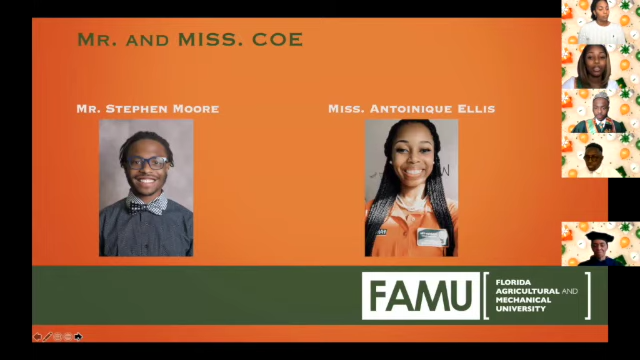 MR. AND MISS. COE
MR. STEPHEN MOORE
MISS. ANTOINIQUE ELLIS
FAMU
FLORIDA
AGRICULTURAL AND
MECHANICAL
UNIVERSITY